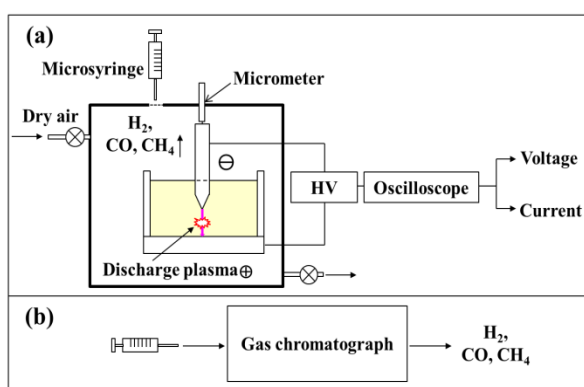 (a)
Microsyringe
Micrometer
Dry air
H₂,
CO, CH₄
⊖
HV
Oscilloscope
Voltage
Current
Discharge plasma⊕
(b)
Gas chromatograph
H₂,
CO, CH₄